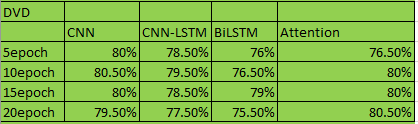 DVD
CNN CNN-LSTM BiLSTM Attention
5epoch 80% 78.50% 76% 76.50%
10epoch 80.50% 79.50% 76.50% 80%
15epoch 80% 78.50% 79% 80%
20epoch 79.50% 77.50% 75.50% 80.50%